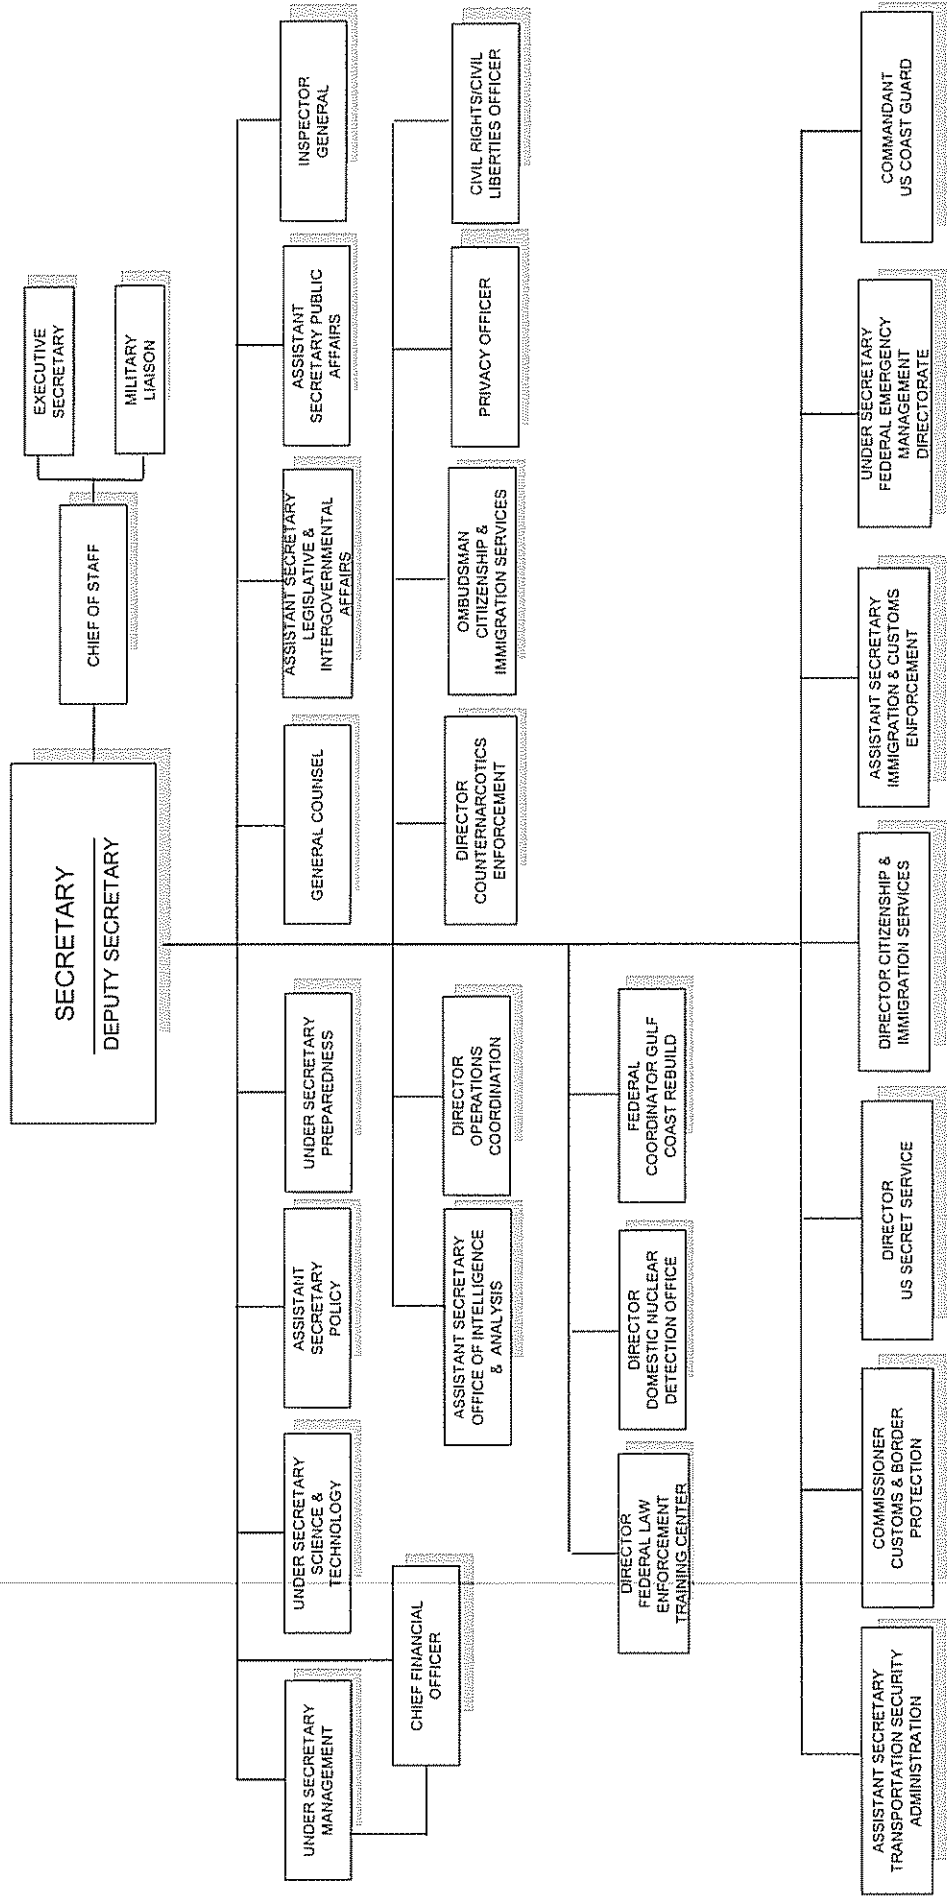 SECRETARY
DEPUTY SECRETARY
CHIEF OF STAFF
EXECUTIVE
SECRETARY
MILITARY
LIAISON
UNDER SECRETARY
MANAGEMENT
CHIEF FINANCIAL
OFFICER
UNDER SECRETARY
SCIENCE &
TECHNOLOGY
ASSISTANT
SECRETARY
POLICY
UNDER SECRETARY
PREPAREDNESS
GENERAL COUNSEL
ASSISTANT SECRETARY
LEGISLATIVE &
INTERGOVERNMENTAL
AFFAIRS
ASSISTANT
SECRETARY PUBLIC
AFFAIRS
INSPECTOR
GENERAL
ASSISTANT SECRETARY
OFFICE OF INTELLIGENCE
& ANALYSIS
DIRECTOR
OPERATIONS
COORDINATION
DIRECTOR
COUNTERNARCOTICS
ENFORCEMENT
OMBUDSMAN
CITIIZENSHIP &
IMMIGRATION SERVICES
PRIVACY OFFICER
CIVIL RIGHTS/CIVIL
LIBERTIES OFFICER
DIRECTOR
FEDERAL LAW
ENFORCEMENT
TRAINING CENTER
DIRECTOR
DOMESTIC NUCLEAR
DETECTION OFFICE
FEDERAL
COORDINATOR GULF
COAST REBUILD
ASSISTANT SECRETARY
TRANSPORTATION SECURITY
ADMINISTRATION
COMMISSIONER
CUSTOMS & BORDER
PROTECTION
DIRECTOR
US SECRET SERVICE
DIRECTOR CITIZENSHIP &
IMMIGRATION SERVICES
ASSISTANT SECRETARY
IMMIGRATION & CUSTOMS
ENFORCEMENT
UNDER SECRETARY
FEDERAL EMERGENCY
MANAGEMENT
DIRECTORATE
COMMANDANT
US COAST GUARD